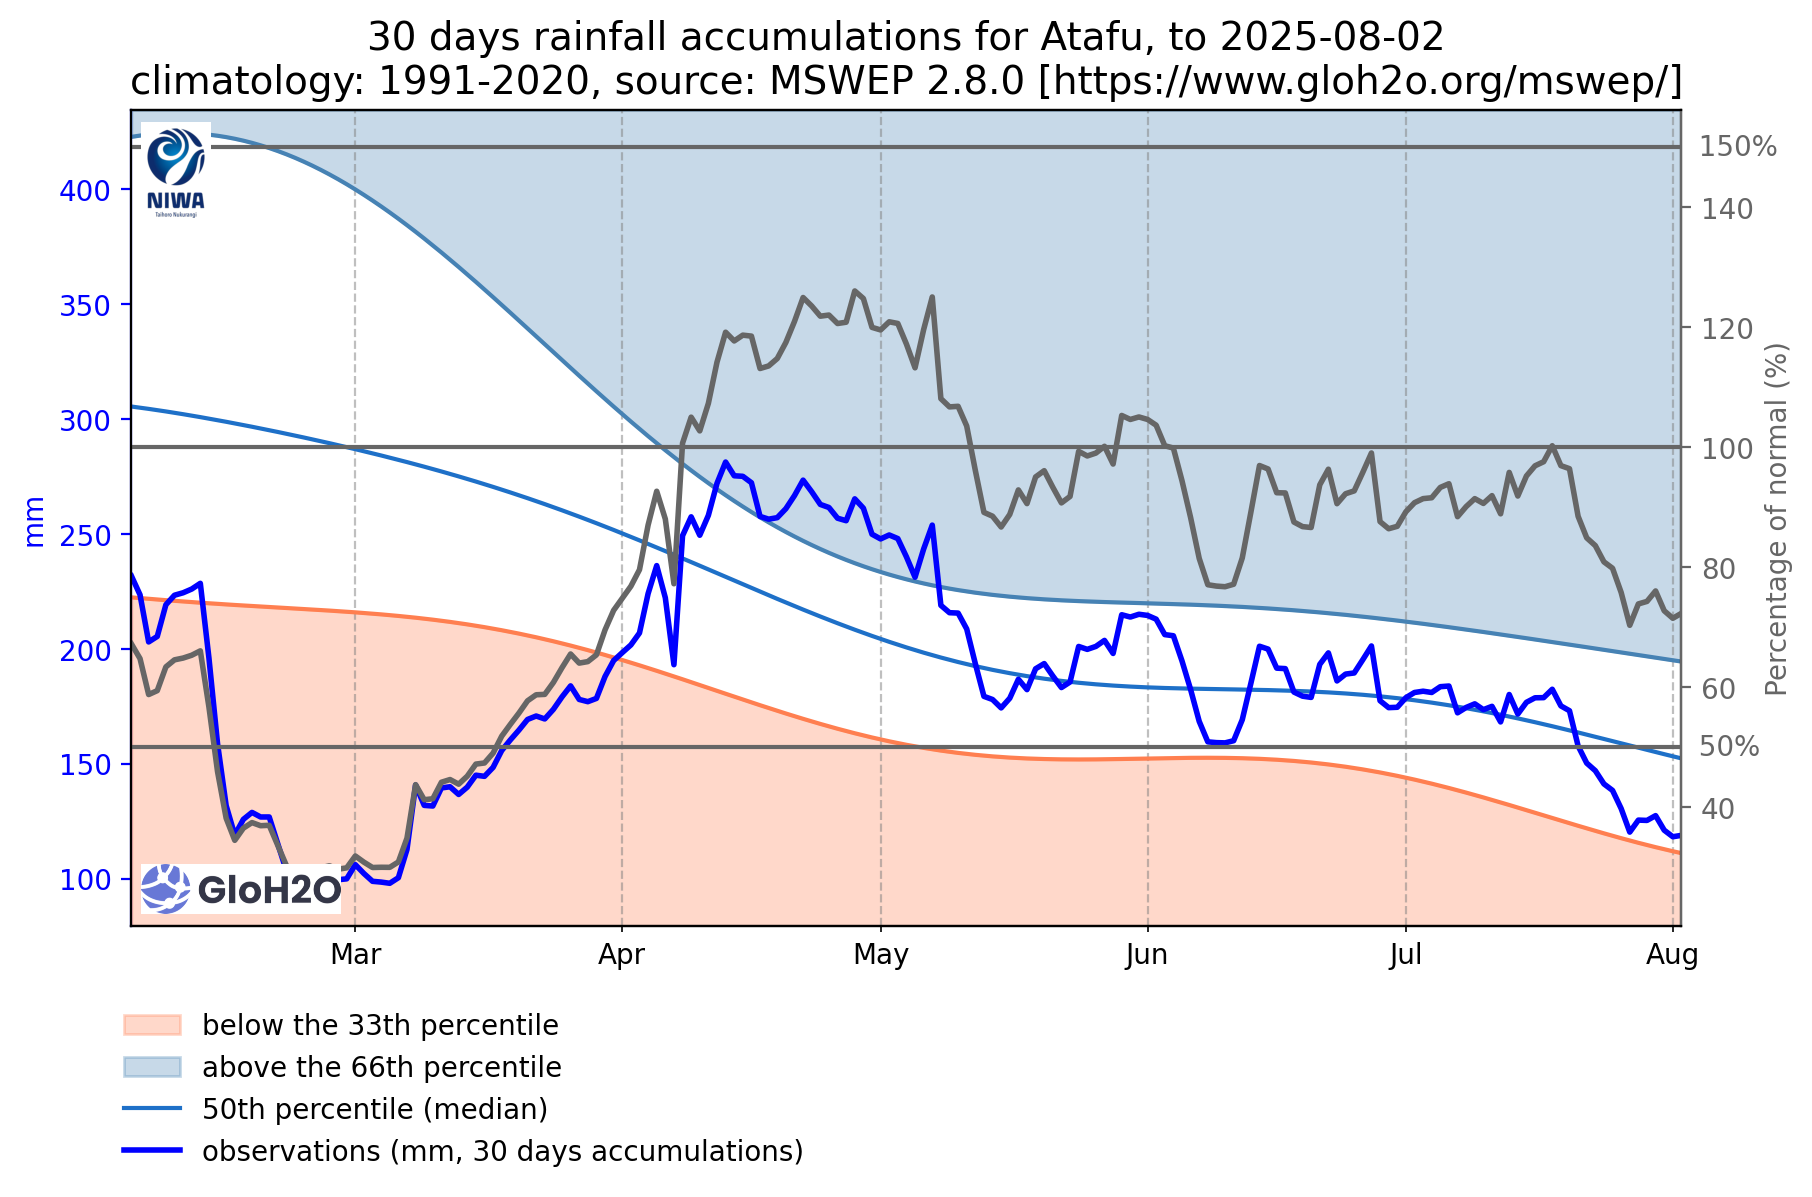 30 days rainfall accumulations for Atafu, to 2025-08-02
climatology: 1991-2020, source: MSWEP 2.8.0 [https://www.gloh2o.org/mswep/]
NIWA
Taihoro Nukurangi
GloH2O
mm
400
350
300
250
200
150
100
150%
140
120
100
80
60
50%
40
Percentage of normal (%)
Mar
Apr
May
Jun
Jul
Aug
below the 33th percentile
above the 66th percentile
50th percentile (median)
observations (mm, 30 days accumulations)